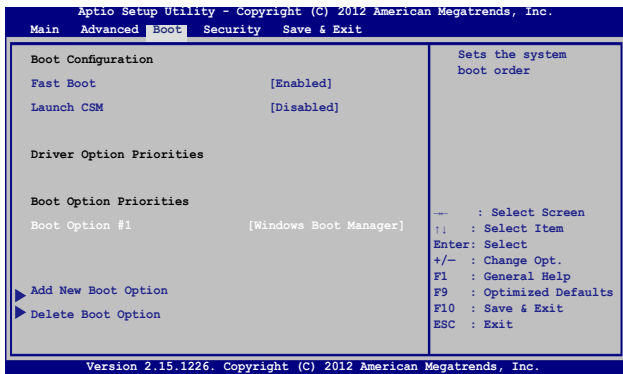 Aptio Setup Utility - Copyright (C) 2012 American Megatrends, Inc.
Main Advanced Boot Security Save & Exit
Boot Configuration
Fast Boot [Enabled]
Launch CSM [Disabled]
Driver Option Priorities
Boot Option Priorities
Boot Option #1 [Windows Boot Manager]
Add New Boot Option
Delete Boot Option
Sets the system
boot order
→← : Select Screen
↑↓ : Select Item
Enter: Select
+/— : Change Opt.
F1 : General Help
F9 : Optimized Defaults
F10 : Save & Exit
ESC : Exit
Version 2.15.1226. Copyright (C) 2012 American Megatrends, Inc.